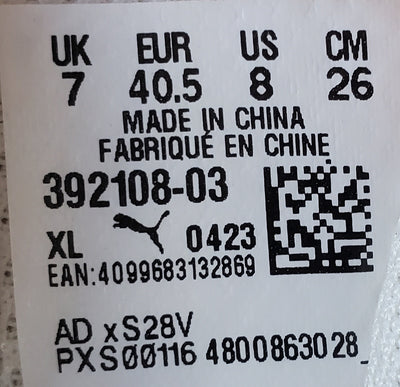 UK EUR US CM
7 40.5 8 26
MADE IN CHINA
FABRIQUÉ EN CHINE
392108-03
XL 0423
EAN:4099683132869
AD xS28V
PXS00116 4800863028_